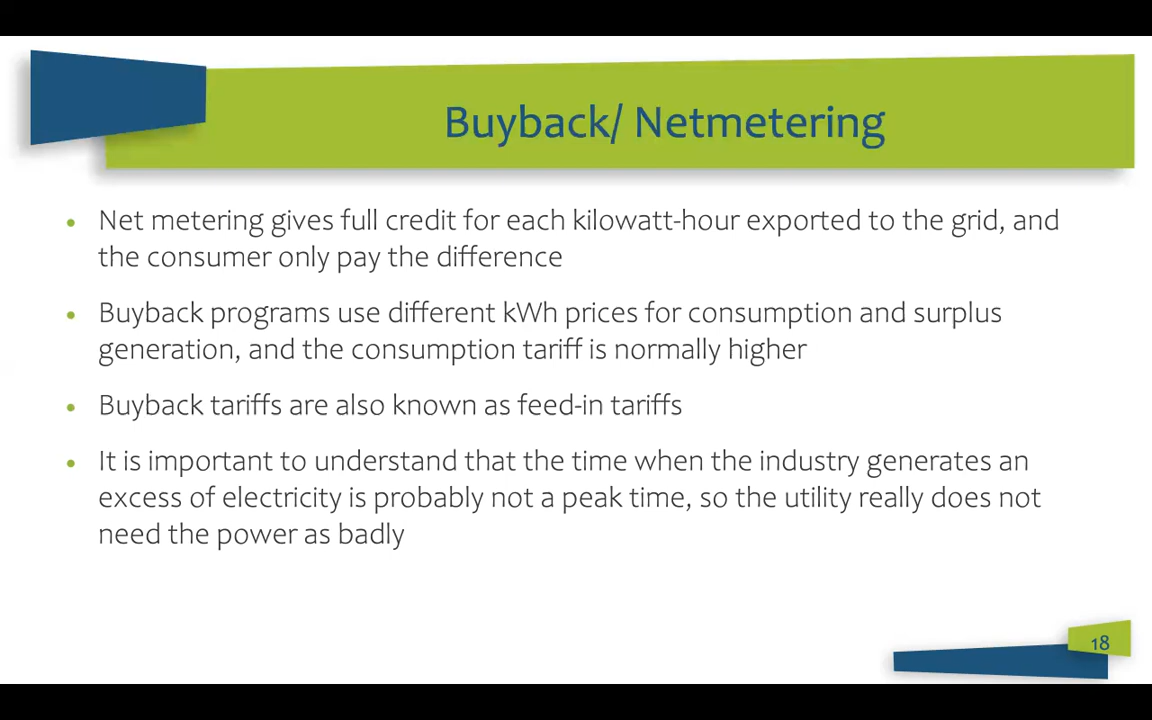 Buyback/ Netmetering
• Net metering gives full credit for each kilowatt-hour exported to the grid, and
the consumer only pay the difference
• Buyback programs use different kWh prices for consumption and surplus
generation, and the consumption tariff is normally higher
• Buyback tariffs are also known as feed-in tariffs
• It is important to understand that the time when the industry generates an
excess of electricity is probably not a peak time, so the utility really does not
need the power as badly
18